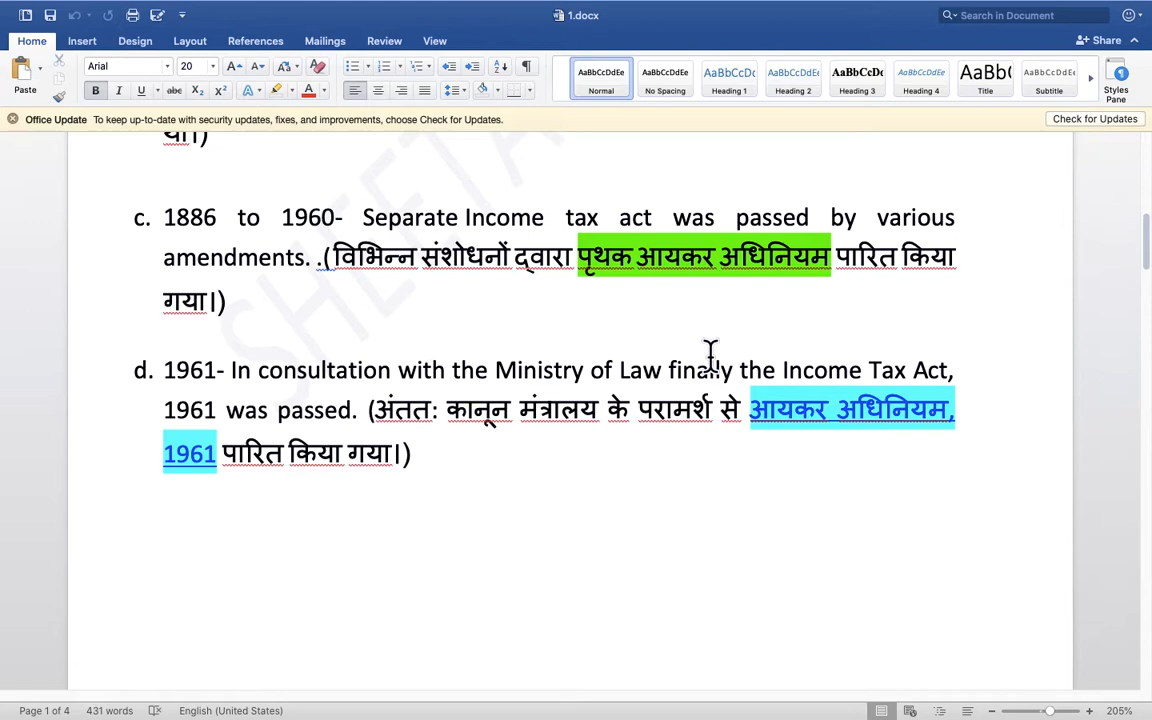 1.docx
Search in Document
Home Insert Design Layout References Mailings Review View
Share
Paste
Arial 20
AaBbCcDdEe Normal
AaBbCcDdEe No Spacing
AaBbCcDc Heading 1
AaBbCcDdEe Heading 2
AaBbCcDc Heading 3
AaBbCcDdEe Heading 4
AaBb( Title
AaBbCcDdEe Subtitle
Styles Pane
Office Update To keep up-to-date with security updates, fixes, and improvements, choose Check for Updates.
Check for Updates
SHEETA
c. 1886 to 1960- Separate Income tax act was passed by various
amendments. .(विभिन्न संशोधनों द्वारा पृथक आयकर अधिनियम पारित किया
गया।)
d. 1961- In consultation with the Ministry of Law finally the Income Tax Act,
1961 was passed. (अंतत: कानून मंत्रालय के परामर्श से आयकर अधिनियम,
1961 पारित किया गया।)
Page 1 of 4 431 words English (United States) 205%